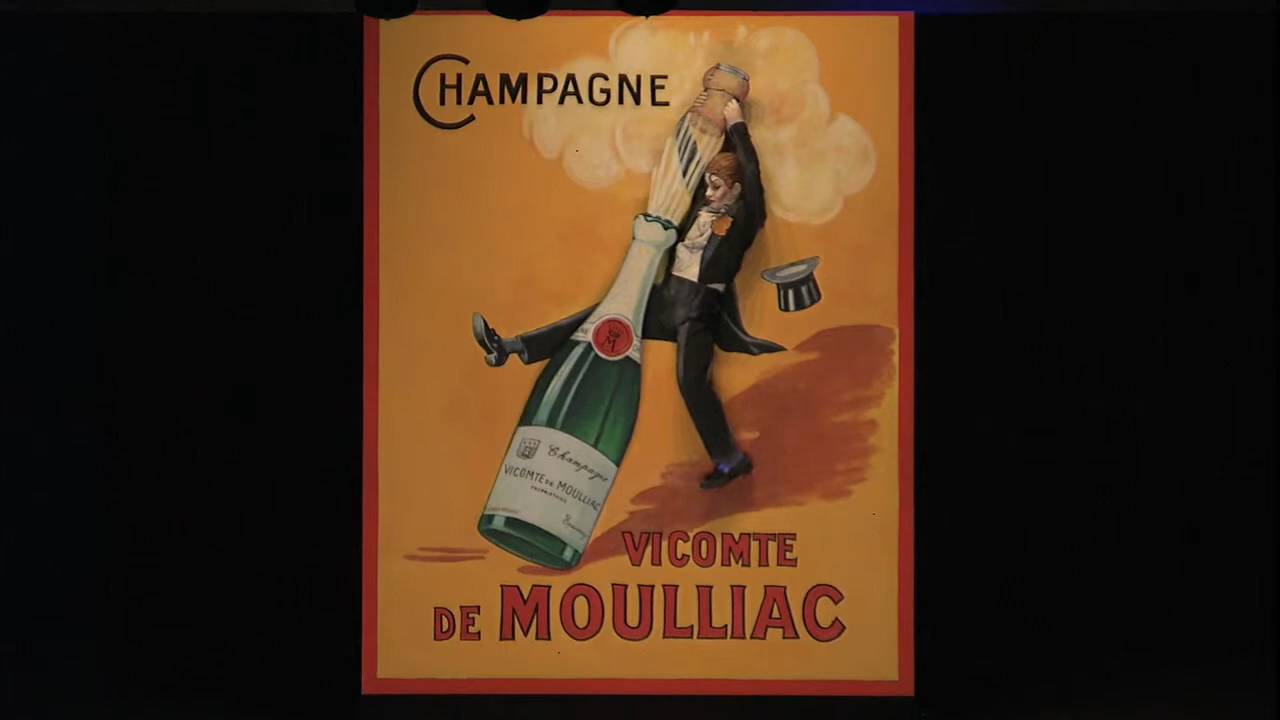 CHAMPAGNE
M
Champagne
VICOMTE DE MOULLIAC
VICOMTE
DE MOULLIAC